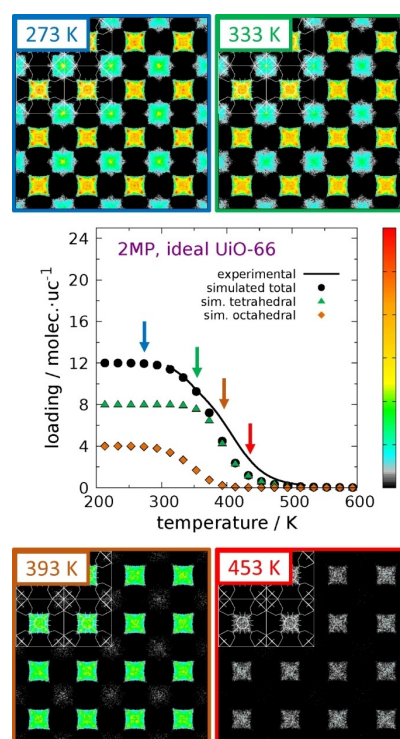 273 K
333 K
24
20
16
12
8
4
0
loading / molec.·uc⁻¹
2MP, ideal UiO-66
experimental
simulated total
sim. tetrahedral
sim. octahedral
200 300 400 500 600
temperature / K
393 K
453 K